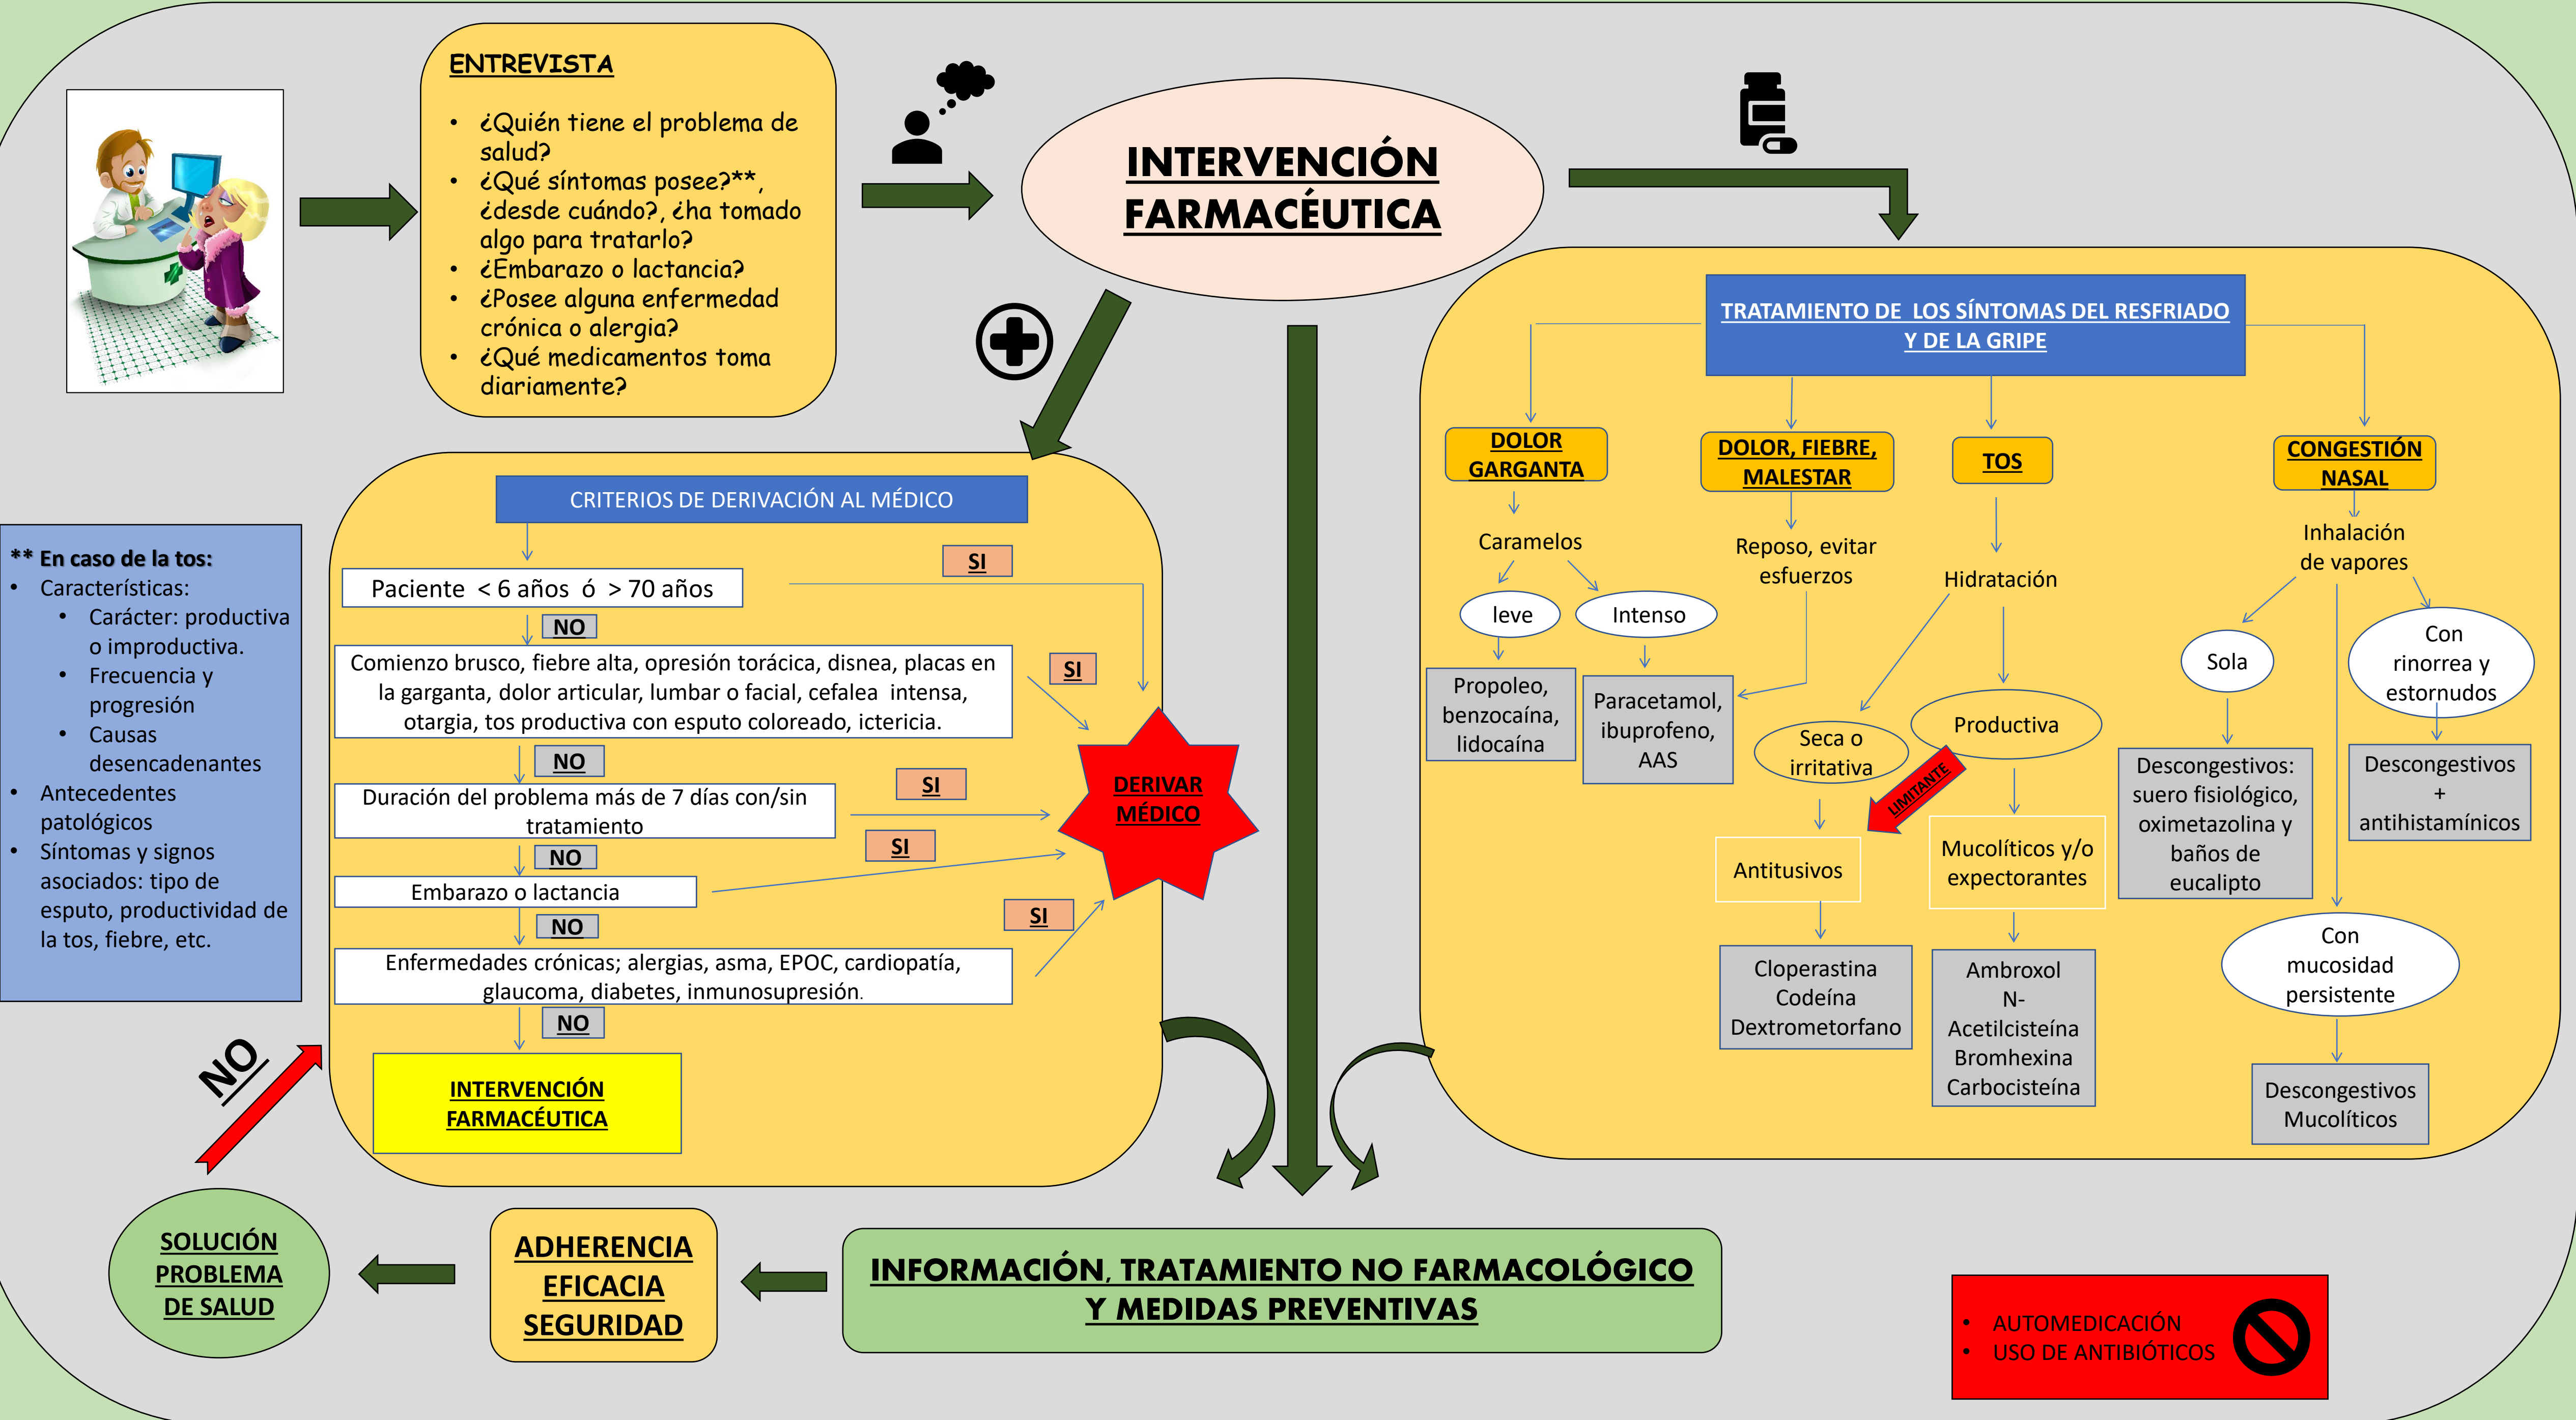 ENTREVISTA
• ¿Quién tiene el problema de
salud?
• ¿Qué síntomas posee?**,
¿desde cuándo?, ¿ha tomado
algo para tratarlo?
• ¿Embarazo o lactancia?
• ¿Posee alguna enfermedad
crónica o alergia?
• ¿Qué medicamentos toma
diariamente?
INTERVENCIÓN
FARMACÉUTICA
** En caso de la tos:
• Características:
• Carácter: productiva
o improductiva.
• Frecuencia y
progresión
• Causas
desencadenantes
• Antecedentes
patológicos
• Síntomas y signos
asociados: tipo de
esputo, productividad de
la tos, fiebre, etc.
CRITERIOS DE DERIVACIÓN AL MÉDICO
SI
Paciente < 6 años ó > 70 años
NO
Comienzo brusco, fiebre alta, opresión torácica, disnea, placas en
la garganta, dolor articular, lumbar o facial, cefalea intensa,
otargia, tos productiva con esputo coloreado, ictericia.
SI
NO
Duración del problema más de 7 días con/sin
tratamiento
SI
NO
SI
Embarazo o lactancia
NO
SI
Enfermedades crónicas; alergias, asma, EPOC, cardiopatía,
glaucoma, diabetes, inmunosupresión.
NO
INTERVENCIÓN
FARMACÉUTICA
DERIVAR
MÉDICO
TRATAMIENTO DE LOS SÍNTOMAS DEL RESFRIADO
Y DE LA GRIPE
DOLOR
GARGANTA
Caramelos
leve
Intenso
Propoleo,
benzocaína,
lidocaína
Paracetamol,
ibuprofeno,
AAS
DOLOR, FIEBRE,
MALESTAR
Reposo, evitar
esfuerzos
TOS
Hidratación
Seca o
irritativa
Productiva
LIMITANTE
Antitusivos
Mucolíticos y/o
expectorantes
Cloperastina
Codeína
Dextrometorfano
Ambroxol
N-
Acetilcisteína
Bromhexina
Carbocisteína
CONGESTIÓN
NASAL
Inhalación
de vapores
Sola
Con
rinorrea y
estornudos
Descongestivos:
suero fisiológico,
oximetazolina y
baños de
eucalipto
Descongestivos
+
antihistamínicos
Con
mucosidad
persistente
Descongestivos
Mucolíticos
NO
SOLUCIÓN
PROBLEMA
DE SALUD
ADHERENCIA
EFICACIA
SEGURIDAD
INFORMACIÓN, TRATAMIENTO NO FARMACOLÓGICO
Y MEDIDAS PREVENTIVAS
• AUTOMEDICACIÓN
• USO DE ANTIBIÓTICOS